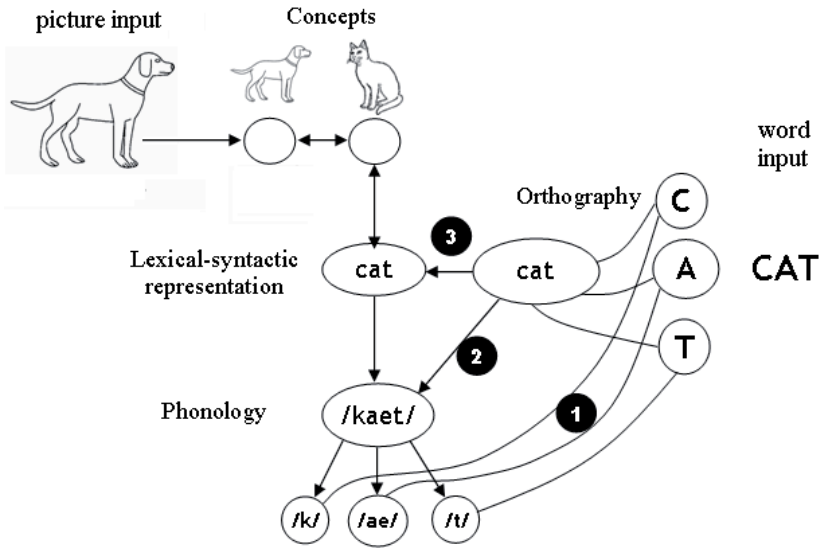 picture input
Concepts
word
input
Orthography
C
3
Lexical-syntactic
representation
cat
cat
A
CAT
T
2
Phonology
/kaet/
1
/k/
/ae/
/t/